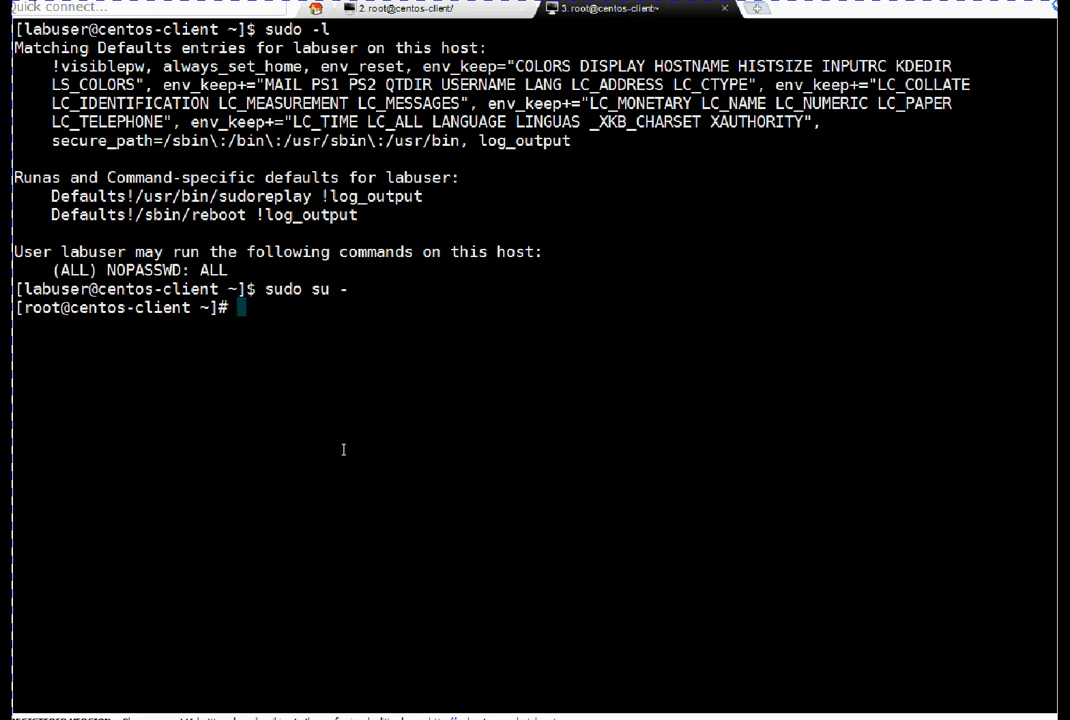 uick connect...
2. root@centos-client:/
3. root@centos-client:~
[labuser@centos-client ~]$ sudo -l
Matching Defaults entries for labuser on this host:
!visiblepw, always_set_home, env_reset, env_keep="COLORS DISPLAY HOSTNAME HISTSIZE INPUTRC KDEDIR
LS_COLORS", env_keep+="MAIL PS1 PS2 QTDIR USERNAME LANG LC_ADDRESS LC_CTYPE", env_keep+="LC_COLLATE
LC_IDENTIFICATION LC_MEASUREMENT LC_MESSAGES", env_keep+="LC_MONETARY LC_NAME LC_NUMERIC LC_PAPER
LC_TELEPHONE", env_keep+="LC_TIME LC_ALL LANGUAGE LINGUAS _XKB_CHARSET XAUTHORITY",
secure_path=/sbin\:/bin\:/usr/sbin\:/usr/bin, log_output
Runas and Command-specific defaults for labuser:
Defaults!/usr/bin/sudoreplay !log_output
Defaults!/sbin/reboot !log_output
User labuser may run the following commands on this host:
(ALL) NOPASSWD: ALL
[labuser@centos-client ~]$ sudo su -
[root@centos-client ~]#